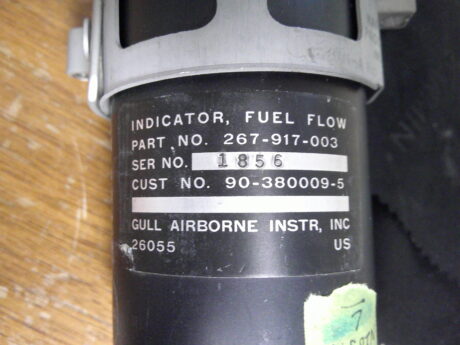 INDICATOR, FUEL FLOW
PART NO. 267-917-003
SER NO. 1856
CUST NO. 90-380009-5
GULL AIRBORNE INSTR, INC
26055 US
7